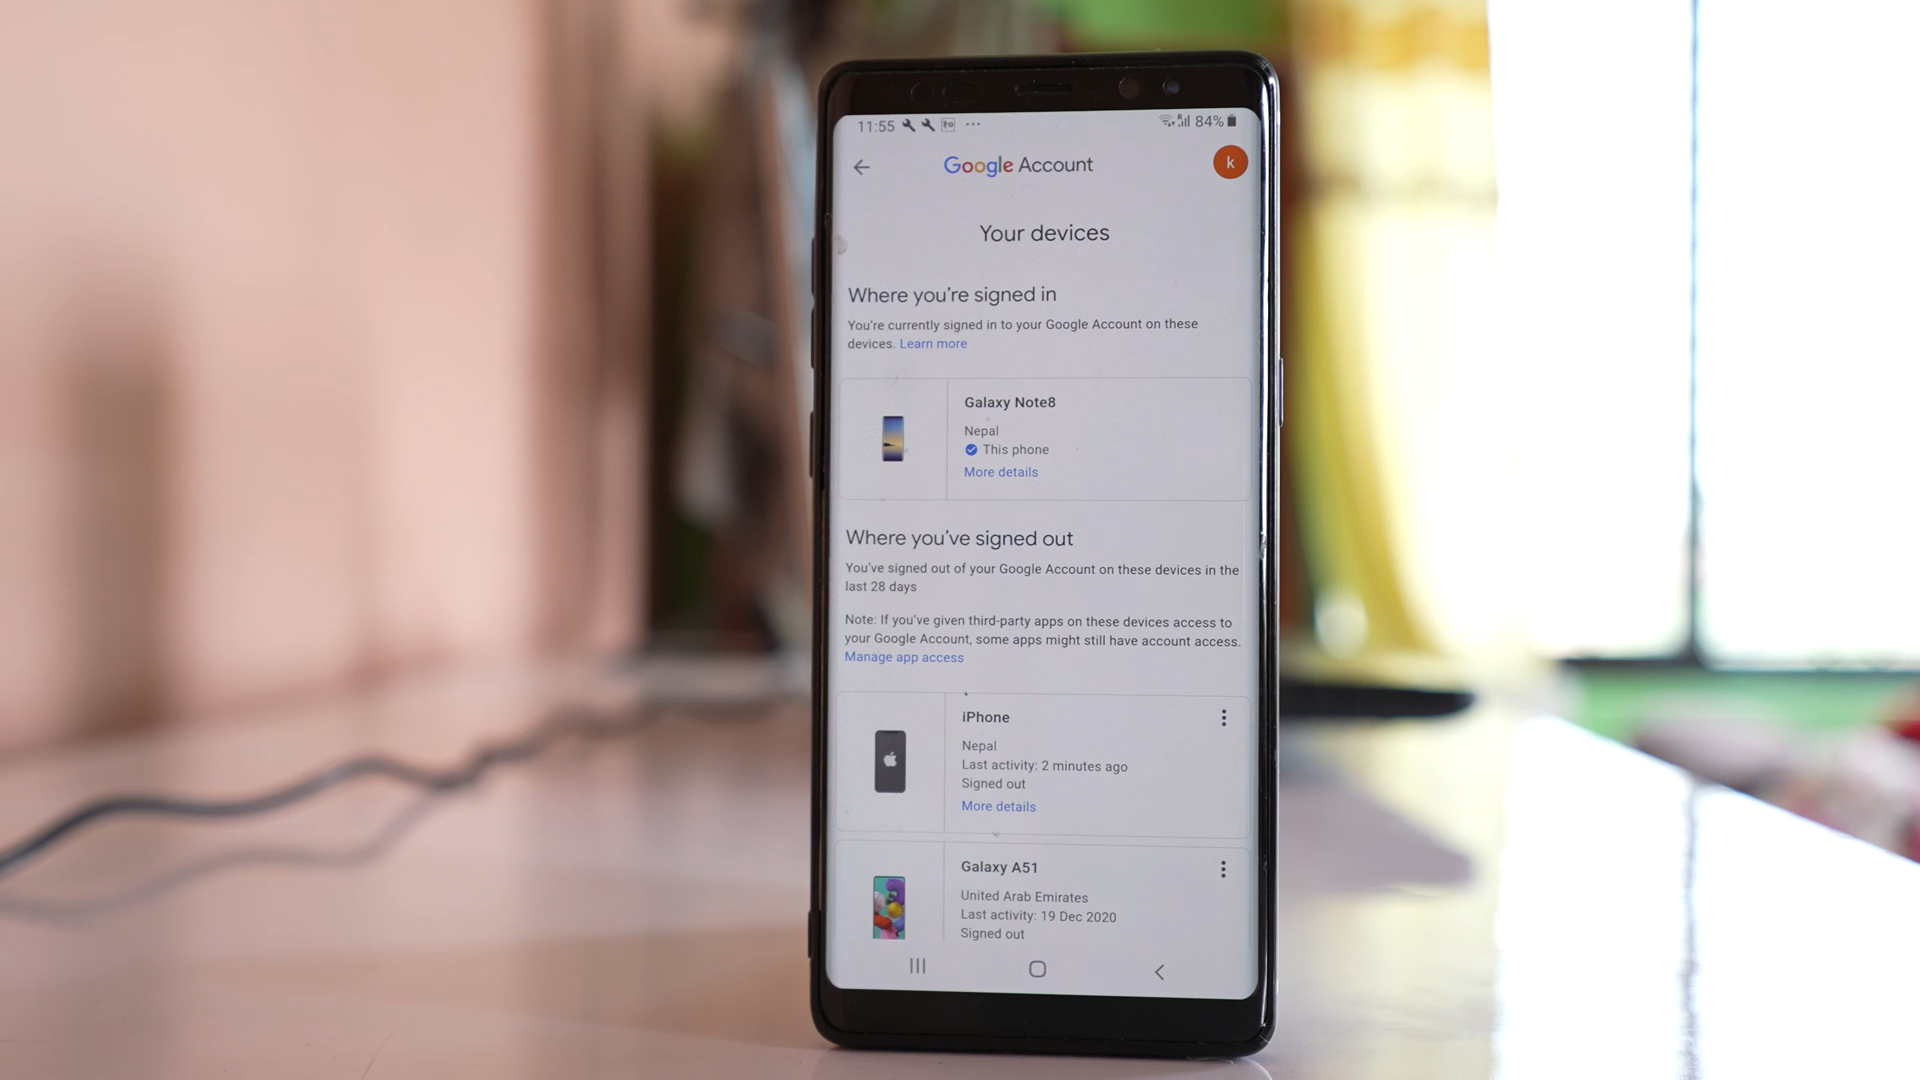 11:55
84%
Google Account
k
Your devices
Where you're signed in
You're currently signed in to your Google Account on these
devices. Learn more
Galaxy Note8
Nepal
This phone
More details
Where you've signed out
You've signed out of your Google Account on these devices in the
last 28 days
Note: If you've given third-party apps on these devices access to
your Google Account, some apps might still have account access.
Manage app access
iPhone
Nepal
Last activity: 2 minutes ago
Signed out
More details
Galaxy A51
United Arab Emirates
Last activity: 19 Dec 2020
Signed out